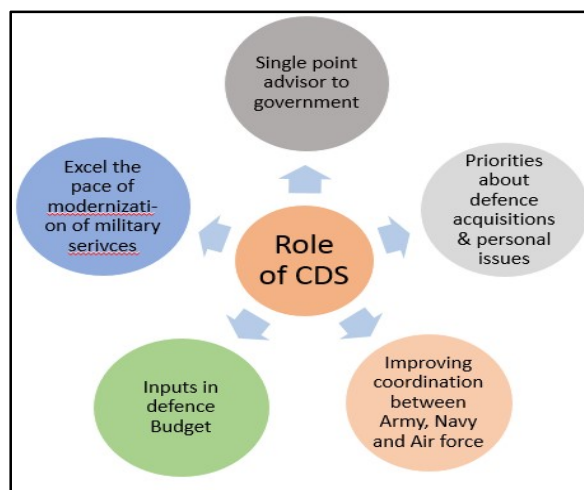 Single point
advisor to
government
Excel the
pace of
modernizati-
on of military
serivces
Priorities
about
defence
acquisitions
& personal
issues
Role
of CDS
Inputs in
defence
Budget
Improving
coordination
between
Army, Navy
and Air force